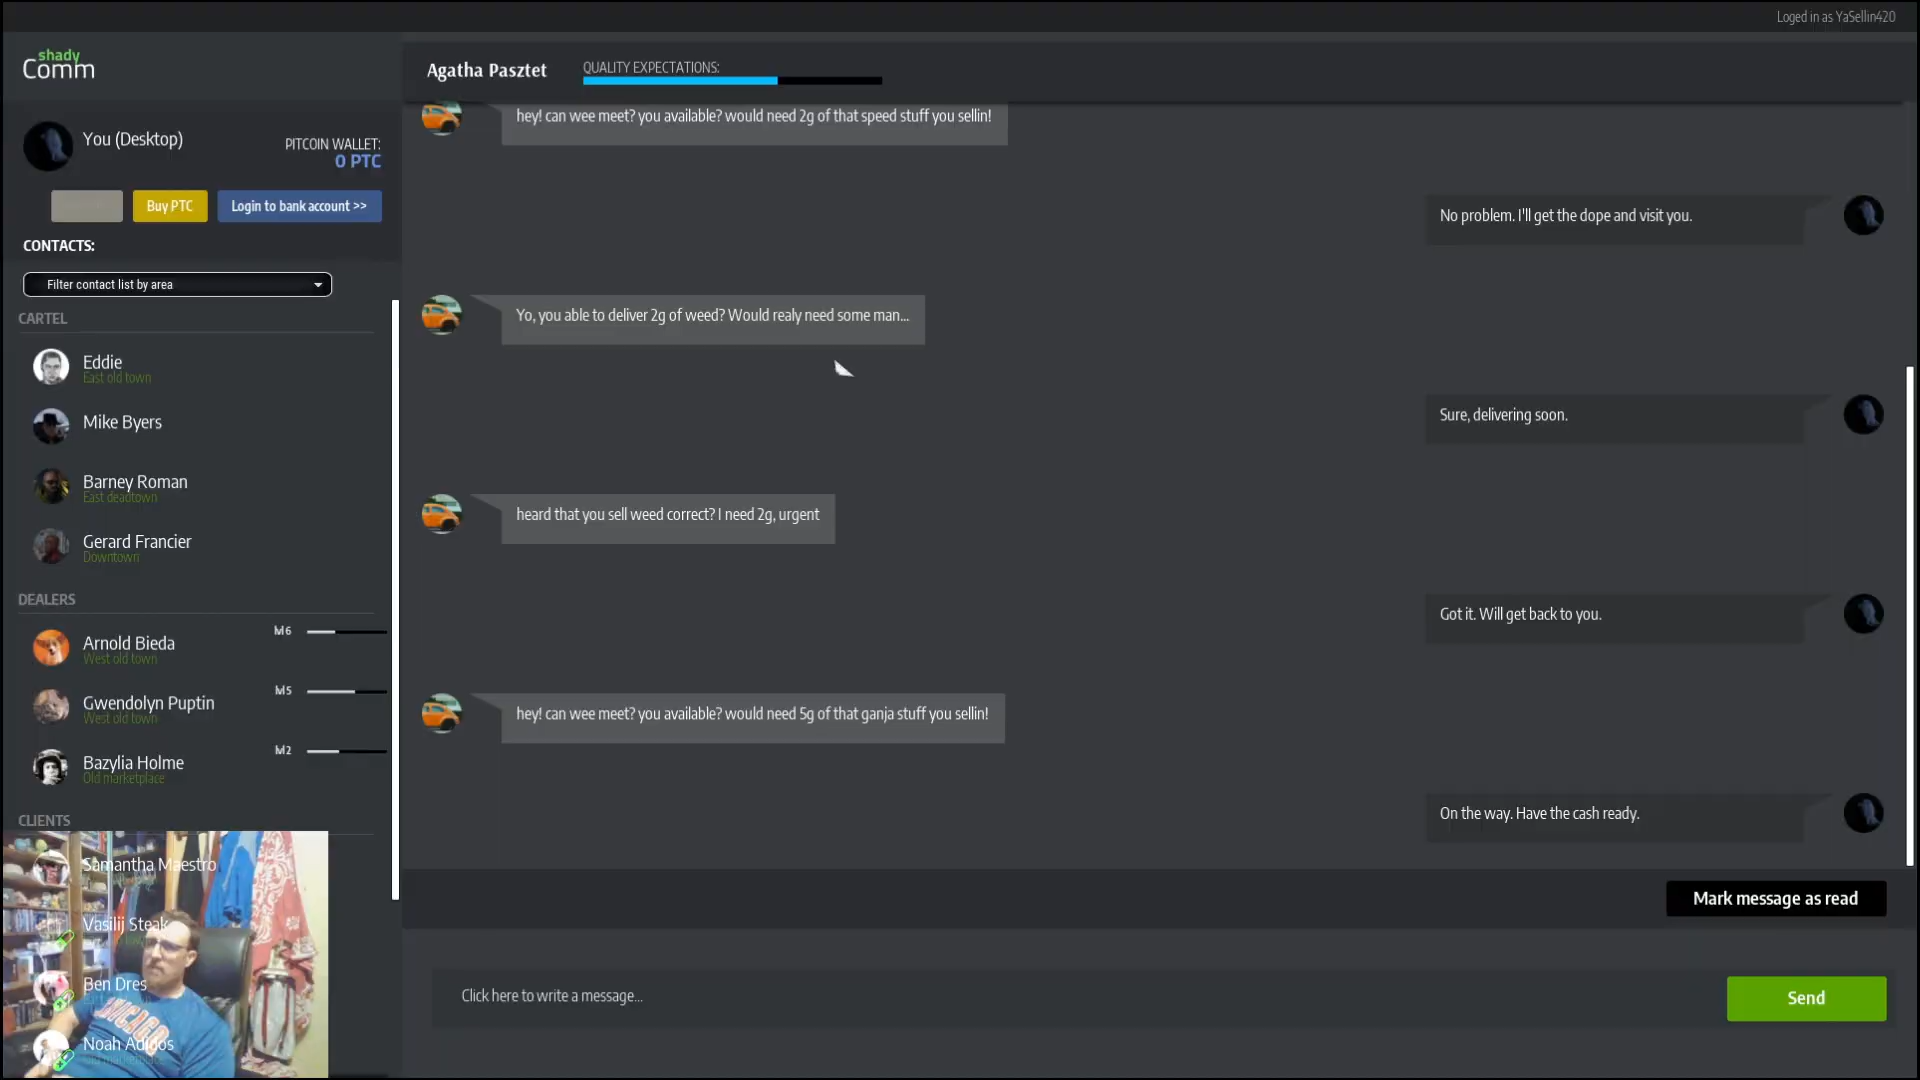 Loged in as YaSellin420
shady
Comm
Agatha Pasztet
QUALITY EXPECTATIONS:
You (Desktop)
PITCOIN WALLET:
0 PTC
Buy PTC
Login to bank account >>
CONTACTS:
Filter contact list by area
CARTEL
Eddie
East old town
Mike Byers
Barney Roman
East deadtown
Gerard Francier
Downtown
DEALERS
Arnold Bieda
West old town
lvl6
Gwendolyn Puptin
West old town
lvl5
Bazylia Holme
Old marketplace
lvl2
CLIENTS
Samantha Maestro
Vasilij Steak
Ben Dres
Noah Adidos
hey! can wee meet? you available? would need 2g of that speed stuff you sellin!
No problem. I'll get the dope and visit you.
Yo, you able to deliver 2g of weed? Would realy need some man...
Sure, delivering soon.
heard that you sell weed correct? I need 2g, urgent
Got it. Will get back to you.
hey! can wee meet? you available? would need 5g of that ganja stuff you sellin!
On the way. Have the cash ready.
Mark message as read
Click here to write a message...
Send